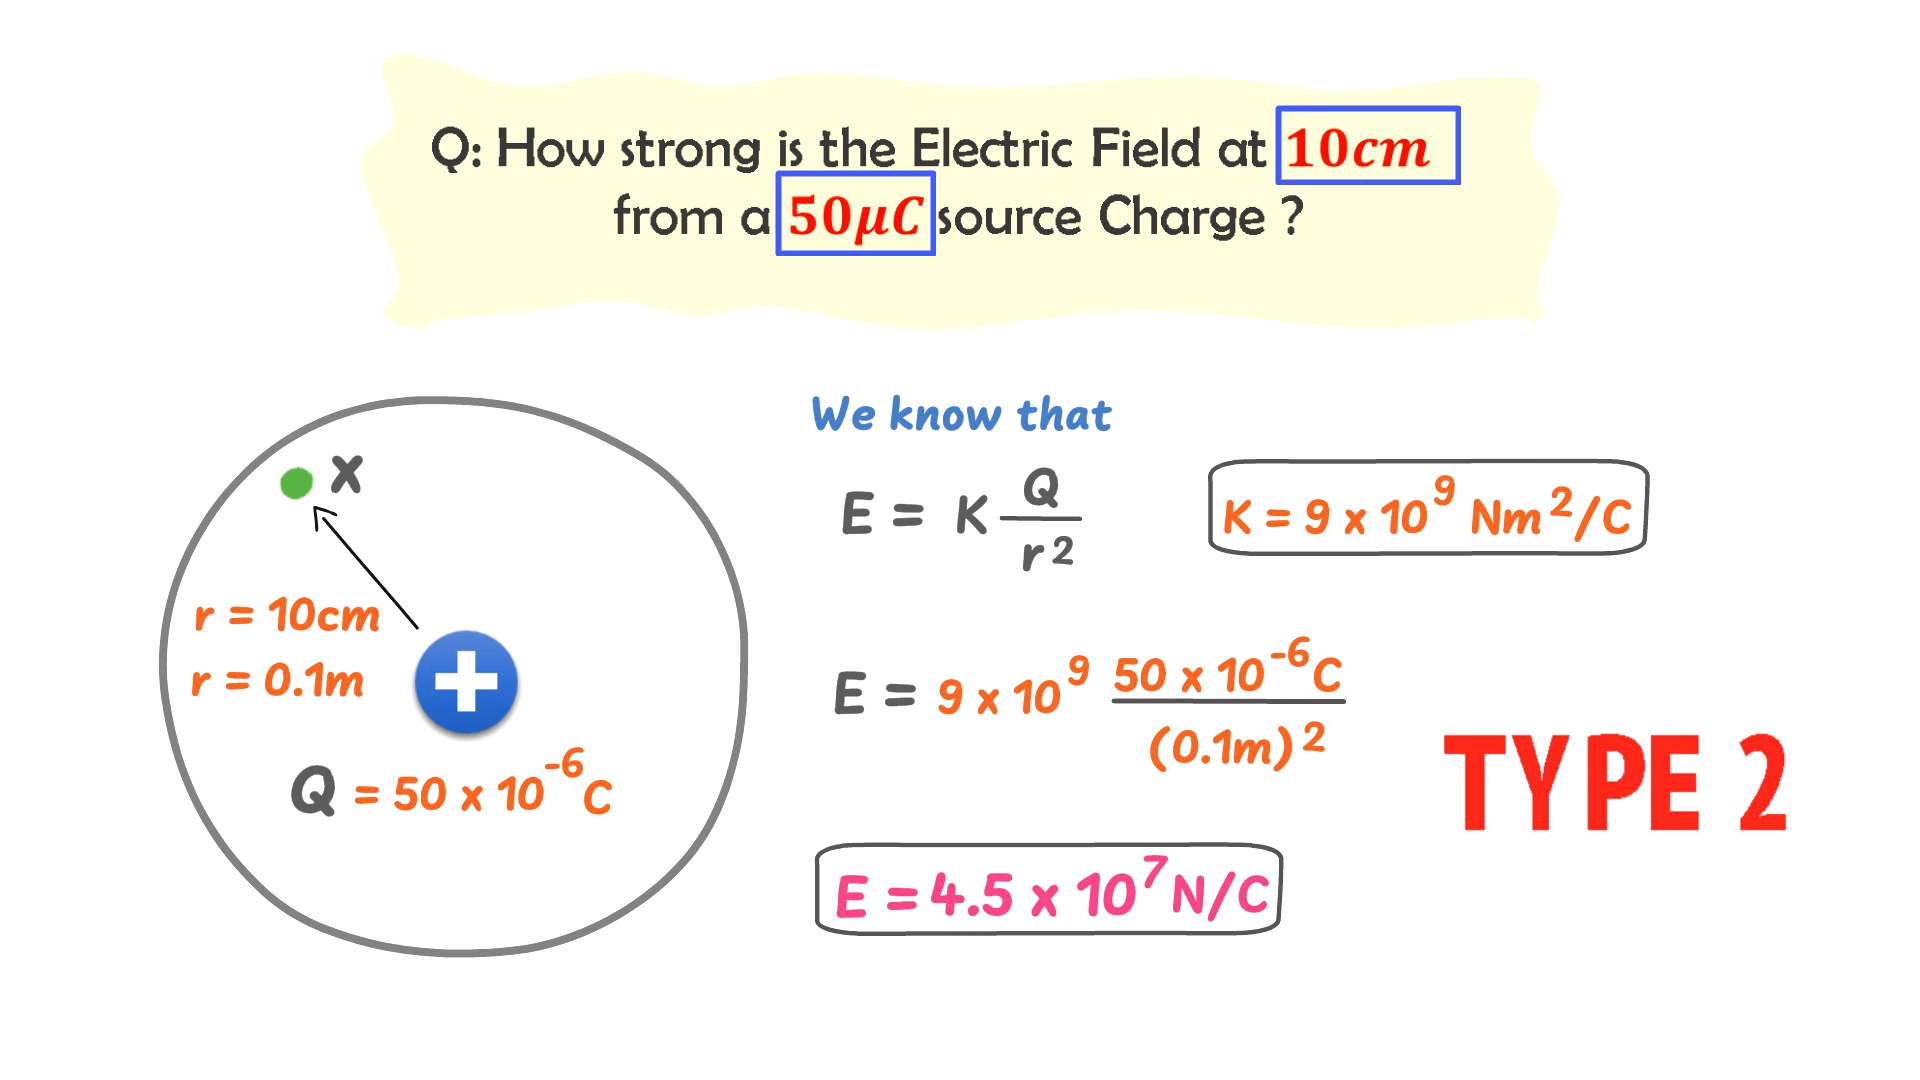 Q: How strong is the Electric Field at 10cm
from a 50μC source Charge ?
We know that
x
E = K Q/r²
K = 9 x 10⁹ Nm²/C
r = 10cm
r = 0.1m
E = 9 x 10⁹ 50 x 10⁻⁶C/(0.1m)²
Q = 50 x 10⁻⁶C
TYPE 2
E = 4.5 x 10⁷ N/C